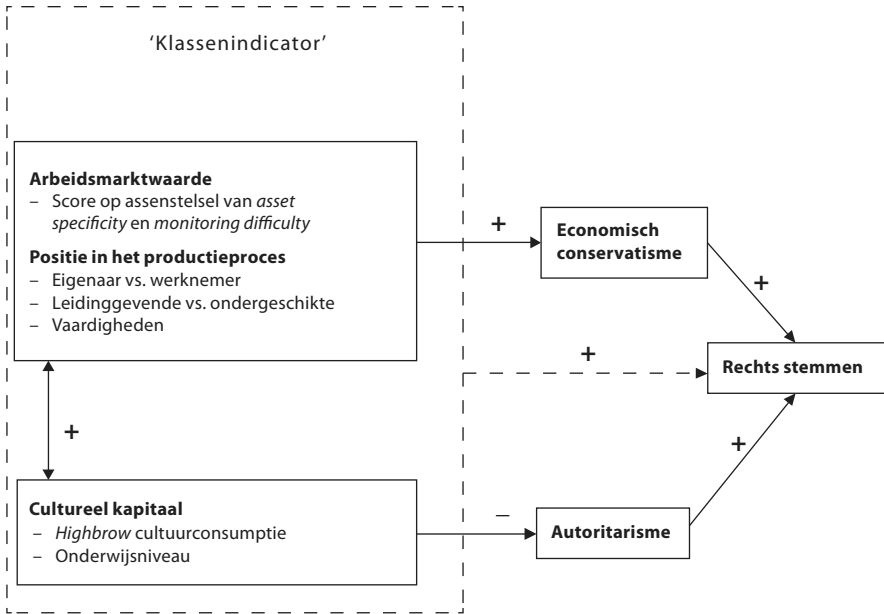 'Klassenindicator'
Arbeidsmarktwaarde
– Score op assenstelsel van asset
specificity en monitoring difficulty
Positie in het productieproces
– Eigenaar vs. werknemer
– Leidinggevende vs. ondergeschikte
– Vaardigheden
+
Economisch
conservatisme
+
+
Rechts stemmen
+
+
Cultureel kapitaal
– Highbrow cultuurconsumptie
– Onderwijsniveau
–
Autoritarisme